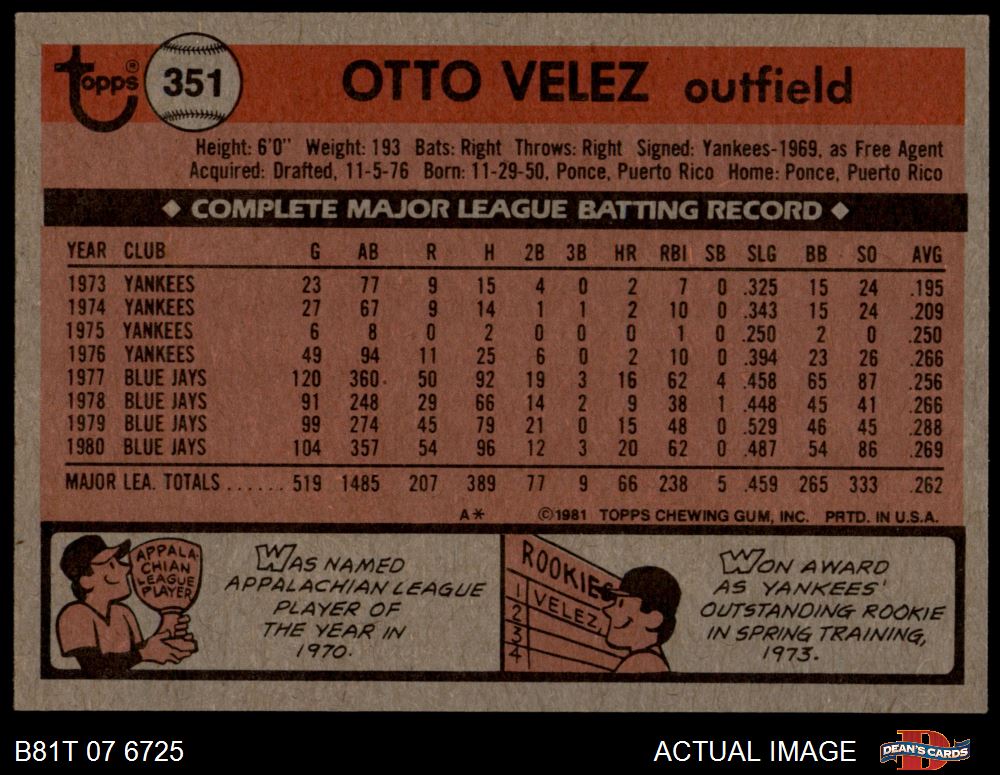 Topps® 351 OTTO VELEZ outfield
Height: 6'0" Weight: 193 Bats: Right Throws: Right Signed: Yankees-1969, as Free Agent
Acquired: Drafted, 11-5-76 Born: 11-29-50, Ponce, Puerto Rico Home: Ponce, Puerto Rico
◆ COMPLETE MAJOR LEAGUE BATTING RECORD ◆
YEAR CLUB G AB R H 2B 3B HR RBI SB SLG BB SO AVG
1973 YANKEES 23 77 9 15 4 0 2 7 0 .325 15 24 .195
1974 YANKEES 27 67 9 14 1 1 2 10 0 .343 15 24 .209
1975 YANKEES 6 8 0 2 0 0 0 1 0 .250 2 0 .250
1976 YANKEES 49 94 11 25 6 0 2 10 0 .394 23 26 .266
1977 BLUE JAYS 120 360 50 92 19 3 16 62 4 .458 65 87 .256
1978 BLUE JAYS 91 248 29 66 14 2 9 38 1 .448 45 41 .266
1979 BLUE JAYS 99 274 45 79 21 0 15 48 0 .529 46 45 .288
1980 BLUE JAYS 104 357 54 96 12 3 20 62 0 .487 54 86 .269
MAJOR LEA. TOTALS ...... 519 1485 207 389 77 9 66 238 5 .459 265 333 .262
A* ©1981 TOPPS CHEWING GUM, INC. PRTD. IN U.S.A.
APPALA-
CHIAN
LEAGUE
PLAYER
WAS NAMED
APPALACHIAN LEAGUE
PLAYER OF
THE YEAR IN
1970.
ROOKIES
1 VELEZ
2
3
4
WON AWARD
AS YANKEES'
OUTSTANDING ROOKIE
IN SPRING TRAINING,
1973.
B81T 07 6725 ACTUAL IMAGE DEAN'S CARDS